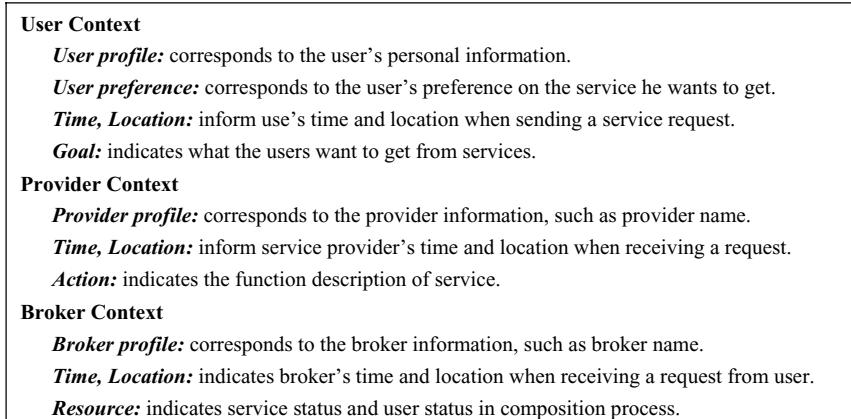 User Context
User profile: corresponds to the user's personal information.
User preference: corresponds to the user's preference on the service he wants to get.
Time, Location: inform use's time and location when sending a service request.
Goal: indicates what the users want to get from services.
Provider Context
Provider profile: corresponds to the provider information, such as provider name.
Time, Location: inform service provider's time and location when receiving a request.
Action: indicates the function description of service.
Broker Context
Broker profile: corresponds to the broker information, such as broker name.
Time, Location: indicates broker's time and location when receiving a request from user.
Resource: indicates service status and user status in composition process.